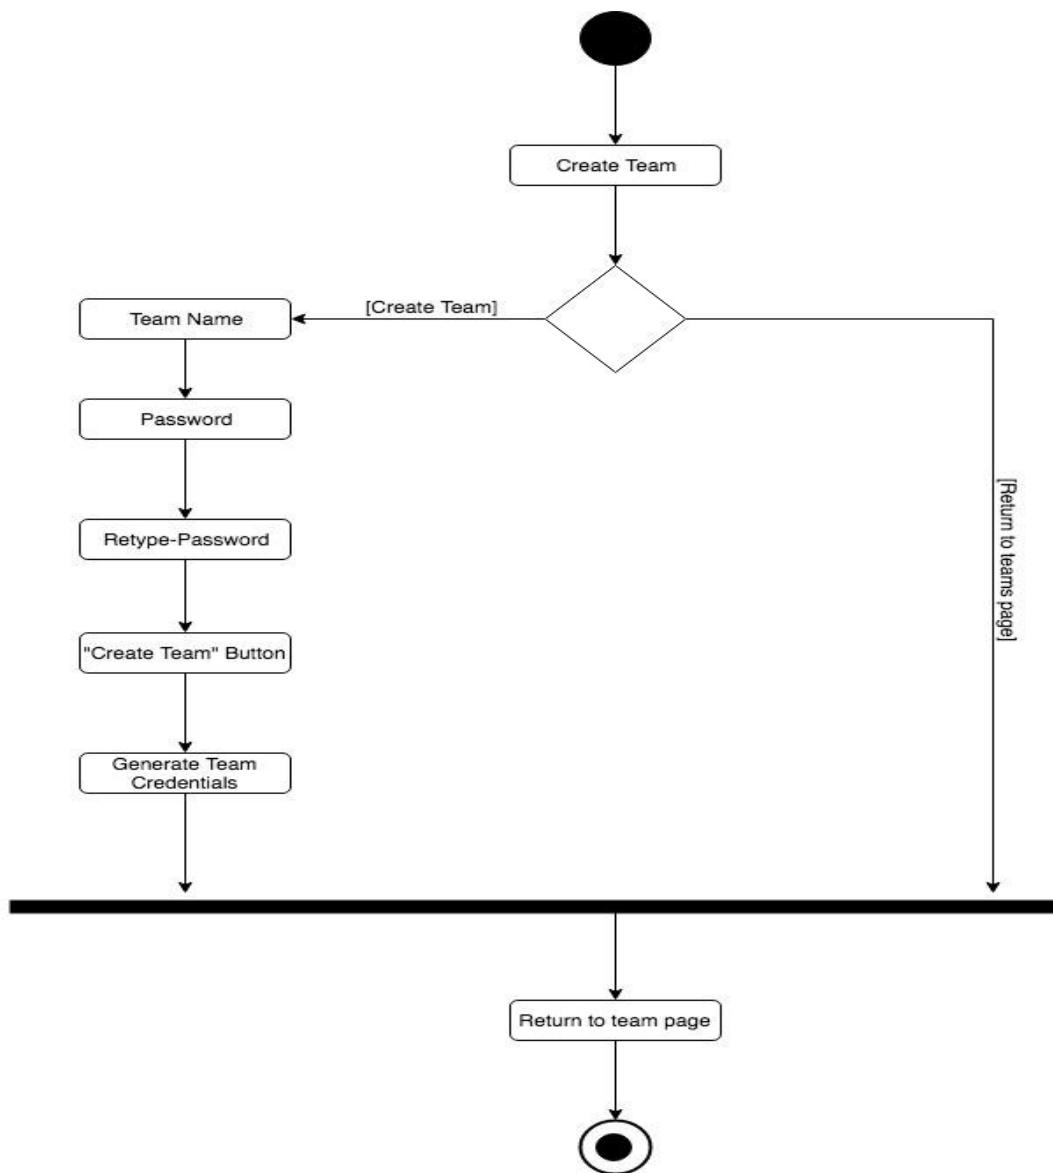 Create Team
[Create Team]
Team Name
Password
Retype-Password
"Create Team" Button
Generate Team
Credentials
[Return to teams page]
Return to team page